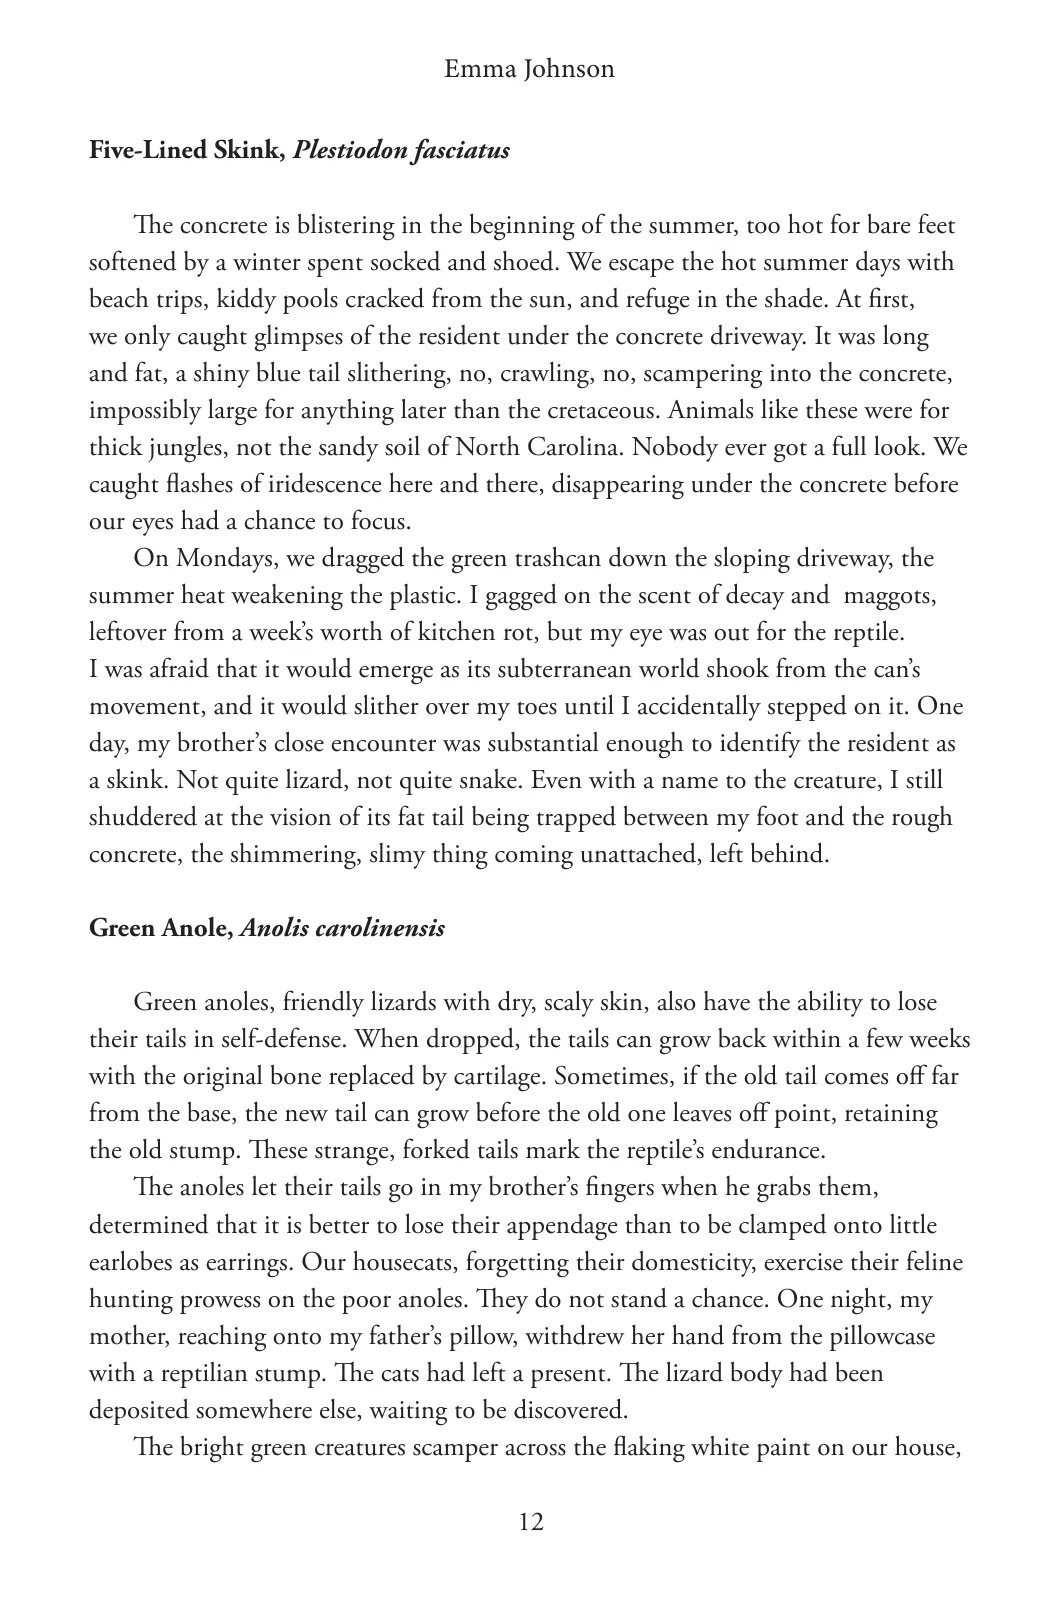 Emma Johnson
Five-Lined Skink, Plestiodon fasciatus
The concrete is blistering in the beginning of the summer, too hot for bare feet
softened by a winter spent socked and shoed. We escape the hot summer days with
beach trips, kiddy pools cracked from the sun, and refuge in the shade. At first,
we only caught glimpses of the resident under the concrete driveway. It was long
and fat, a shiny blue tail slithering, no, crawling, no, scampering into the concrete,
impossibly large for anything later than the cretaceous. Animals like these were for
thick jungles, not the sandy soil of North Carolina. Nobody ever got a full look. We
caught flashes of iridescence here and there, disappearing under the concrete before
our eyes had a chance to focus.
On Mondays, we dragged the green trashcan down the sloping driveway, the
summer heat weakening the plastic. I gagged on the scent of decay and  maggots,
leftover from a week’s worth of kitchen rot, but my eye was out for the reptile.
I was afraid that it would emerge as its subterranean world shook from the can’s
movement, and it would slither over my toes until I accidentally stepped on it. One
day, my brother’s close encounter was substantial enough to identify the resident as
a skink. Not quite lizard, not quite snake. Even with a name to the creature, I still
shuddered at the vision of its fat tail being trapped between my foot and the rough
concrete, the shimmering, slimy thing coming unattached, left behind.
Green Anole, Anolis carolinensis
Green anoles, friendly lizards with dry, scaly skin, also have the ability to lose
their tails in self-defense. When dropped, the tails can grow back within a few weeks
with the original bone replaced by cartilage. Sometimes, if the old tail comes off far
from the base, the new tail can grow before the old one leaves off point, retaining
the old stump. These strange, forked tails mark the reptile’s endurance.
The anoles let their tails go in my brother’s fingers when he grabs them,
determined that it is better to lose their appendage than to be clamped onto little
earlobes as earrings. Our housecats, forgetting their domesticity, exercise their feline
hunting prowess on the poor anoles. They do not stand a chance. One night, my
mother, reaching onto my father’s pillow, withdrew her hand from the pillowcase
with a reptilian stump. The cats had left a present. The lizard body had been
deposited somewhere else, waiting to be discovered.
The bright green creatures scamper across the flaking white paint on our house,
12